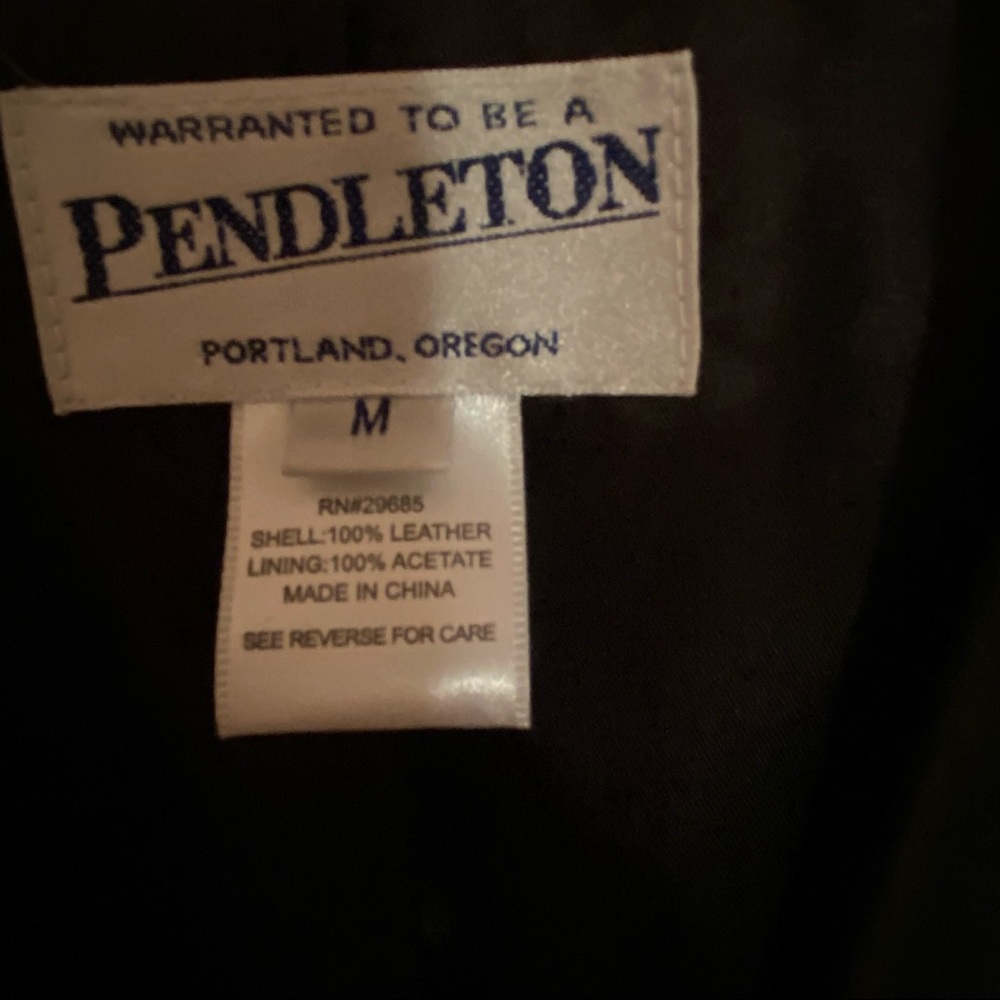 WARRANTED TO BE A
PENDLETON
PORTLAND, OREGON
M
RN#29685
SHELL:100% LEATHER
LINING:100% ACETATE
MADE IN CHINA
SEE REVERSE FOR CARE